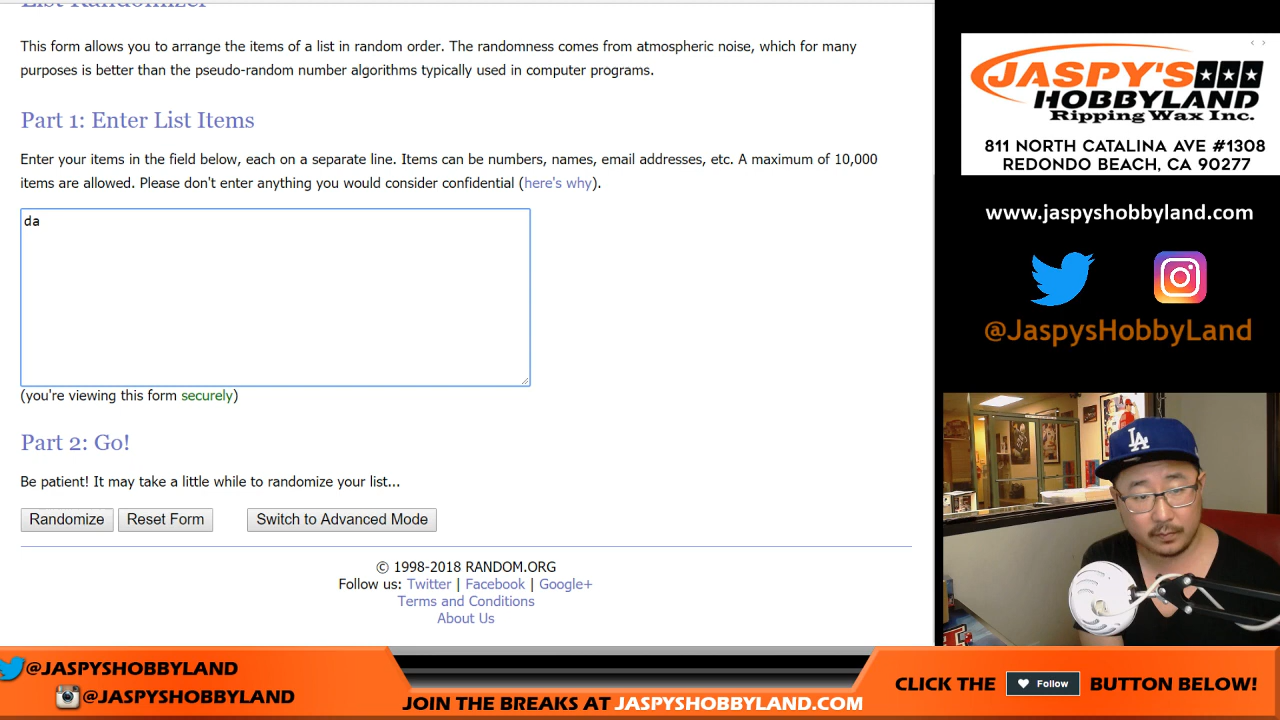 List Randomizer
This form allows you to arrange the items of a list in random order. The randomness comes from atmospheric noise, which for many
purposes is better than the pseudo-random number algorithms typically used in computer programs.
Part 1: Enter List Items
Enter your items in the field below, each on a separate line. Items can be numbers, names, email addresses, etc. A maximum of 10,000
items are allowed. Please don't enter anything you would consider confidential (here's why).
da
(you're viewing this form securely)
Part 2: Go!
Be patient! It may take a little while to randomize your list...
Randomize Reset Form Switch to Advanced Mode
© 1998-2018 RANDOM.ORG
Follow us: Twitter | Facebook | Google+
Terms and Conditions
About Us
JASPY'S
HOBBYLAND
Ripping Wax Inc.
811 NORTH CATALINA AVE #1308
REDONDO BEACH, CA 90277
www.jaspyshobbyland.com
@JaspysHobbyLand
LA
@JASPYSHOBBYLAND
@JASPYSHOBBYLAND
JOIN THE BREAKS AT JASPYSHOBBYLAND.COM
CLICK THE Follow BUTTON BELOW!